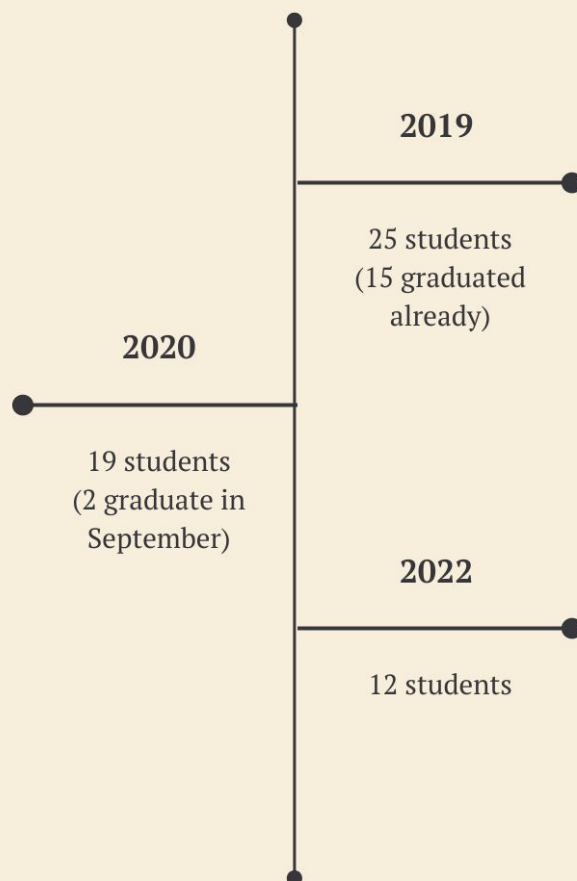 2019
25 students
(15 graduated
already)
2020
19 students
(2 graduate in
September)
2022
12 students